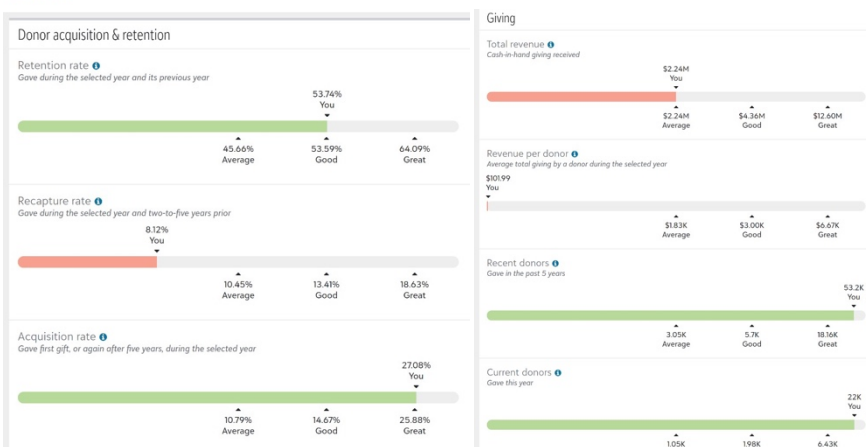 Donor acquisition & retention
Retention rate
Gave during the selected year and its previous year
53.74%
You
45.66% 53.59% 64.09%
Average Good Great
Recapture rate
Gave during the selected year and two-to-five years prior
8.12%
You
10.45% 13.41% 18.63%
Average Good Great
Acquisition rate
Gave first gift, or again after five years, during the selected year
27.08%
You
10.79% 14.67% 25.88%
Average Good Great
Giving
Total revenue
Cash-in-hand giving received
$2.24M
You
$2.24M $4.36M $12.60M
Average Good Great
Revenue per donor
Average total giving by a donor during the selected year
$101.99
You
$1.83K $3.00K $6.67K
Average Good Great
Recent donors
Gave in the past 5 years
53.2K
You
3.05K 5.7K 18.16K
Average Good Great
Current donors
Gave this year
22K
You
1.05K 1.98K 6.43K